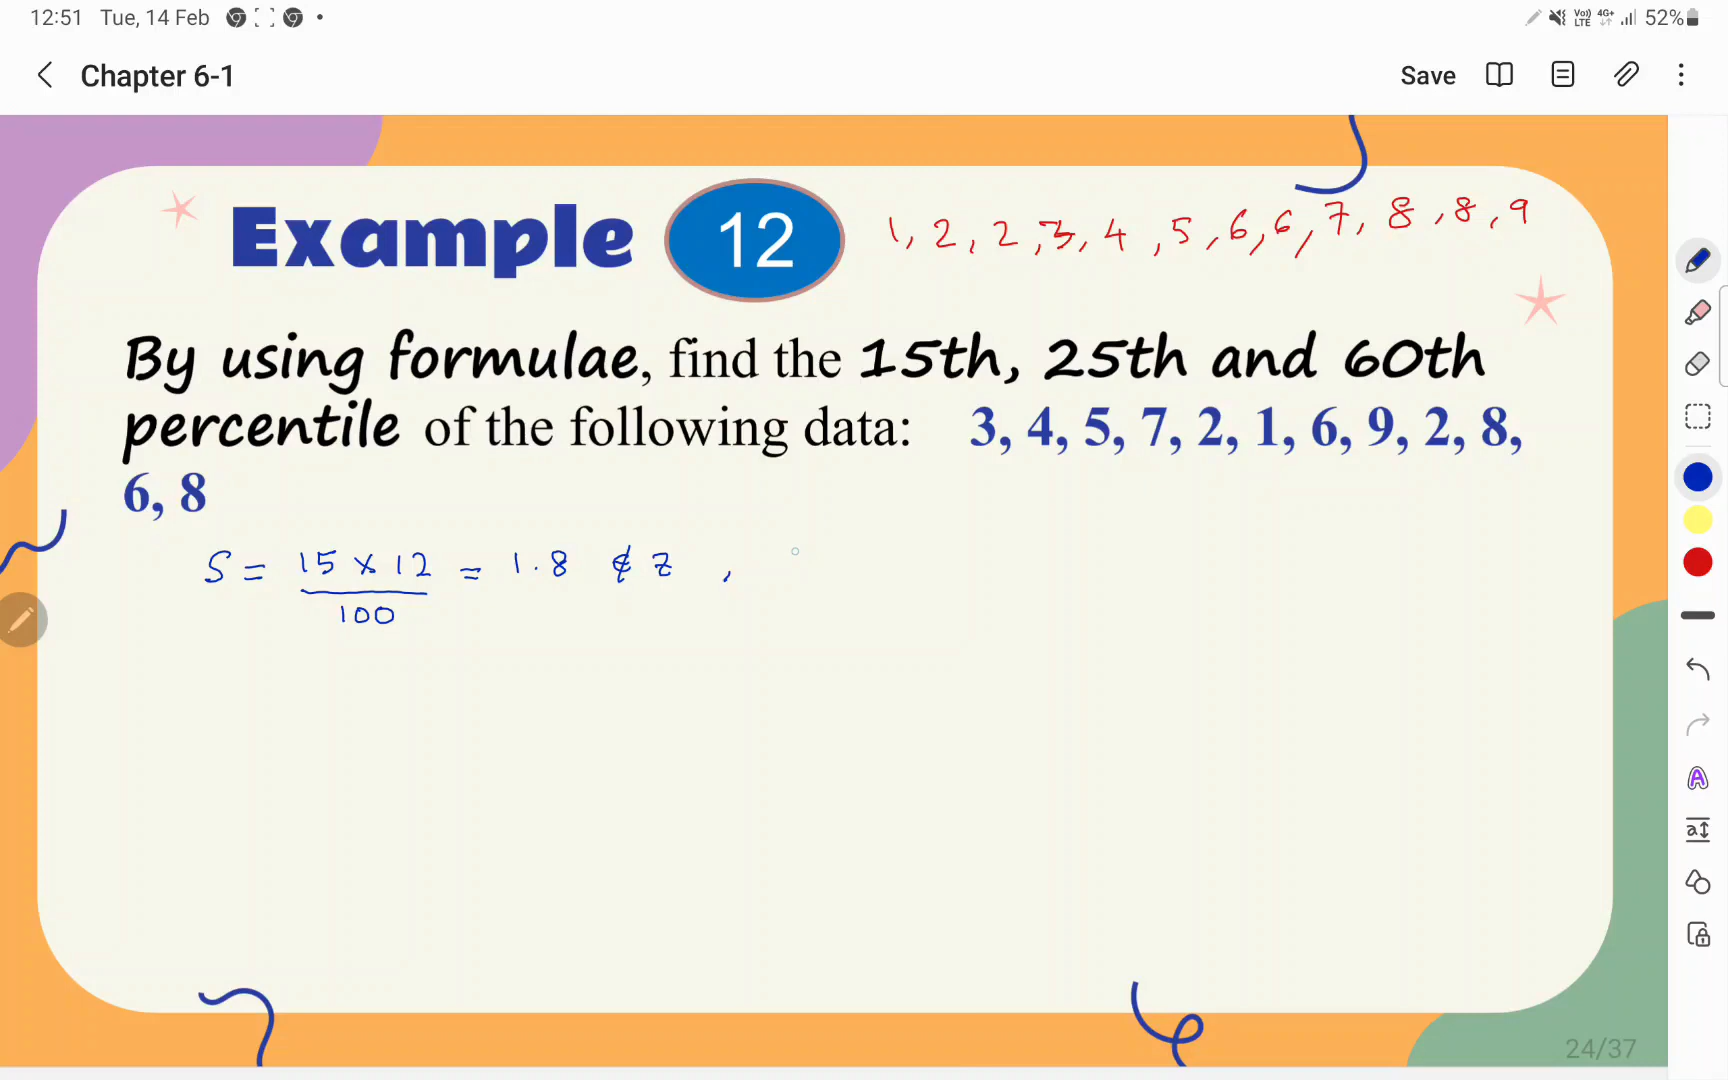 12:51 Tue, 14 Feb
Vo)) LTE 4G+ 52%
Chapter 6-1
Save
Example 12
1, 2, 2, 3, 4, 5, 6, 6, 7, 8, 8, 9
By using formulae, find the 15th, 25th and 60th
percentile of the following data: 3, 4, 5, 7, 2, 1, 6, 9, 2, 8,
6, 8
S = 15 × 12 / 100 = 1.8 ∉ Z ,
24/37